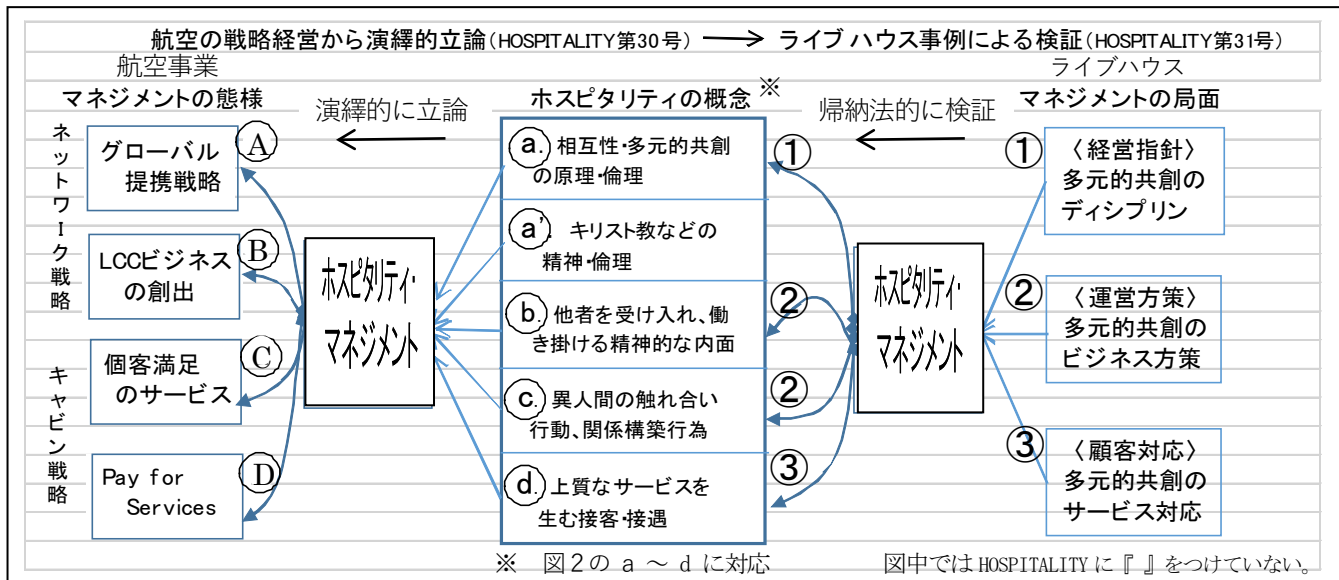 航空の戦略経営から演繹的立論(HOSPITALITY第30号) → ライブハウス事例による検証(HOSPITALITY第31号)
航空事業
マネジメントの態様
演繹的に立論
ホスピタリティの概念※
帰納法的に検証
ライブハウス
マネジメントの局面
ネットワーク戦略
キャビン戦略
A
グローバル
提携戦略
B
LCCビジネス
の創出
C
個客満足
のサービス
D
Pay for
Services
ホスピタリティ・
マネジメント
a. 相互性・多元的共創
の原理・倫理
a'. キリスト教などの
精神・倫理
b. 他者を受け入れ、働
き掛ける精神的な内面
c. 異人間の触れ合い
行動、関係構築行為
d. 上質なサービスを
生む接客・接遇
①
②
②
③
ホスピタリティ・
マネジメント
① 〈経営指針〉
多元的共創の
ディシプリン
② 〈運営方策〉
多元的共創の
ビジネス方策
③ 〈顧客対応〉
多元的共創の
サービス対応
※ 図2の a ~ d に対応
図中では HOSPITALITY に『 』をつけていない。